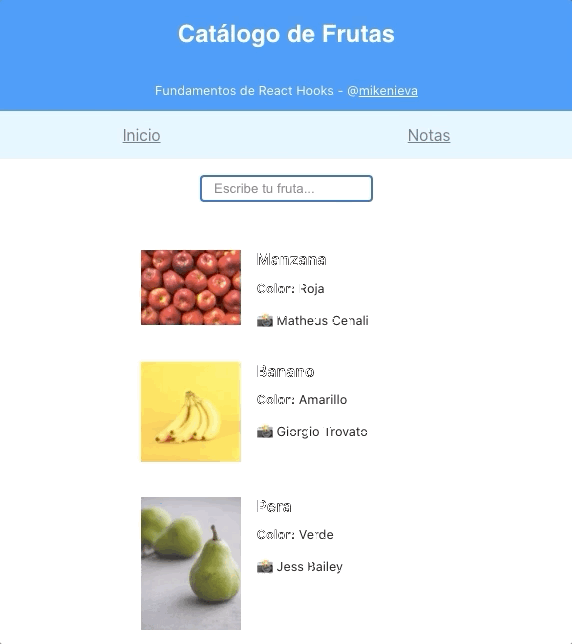 Catálogo de Frutas
Fundamentos de React Hooks - @mikenieva
Inicio
Notas
Escribe tu fruta...
Manzana
Color: Roja
📸 Matheus Cenali
Banano
Color: Amarillo
📸 Giorgio Trovato
Pera
Color: Verde
📸 Jess Bailey